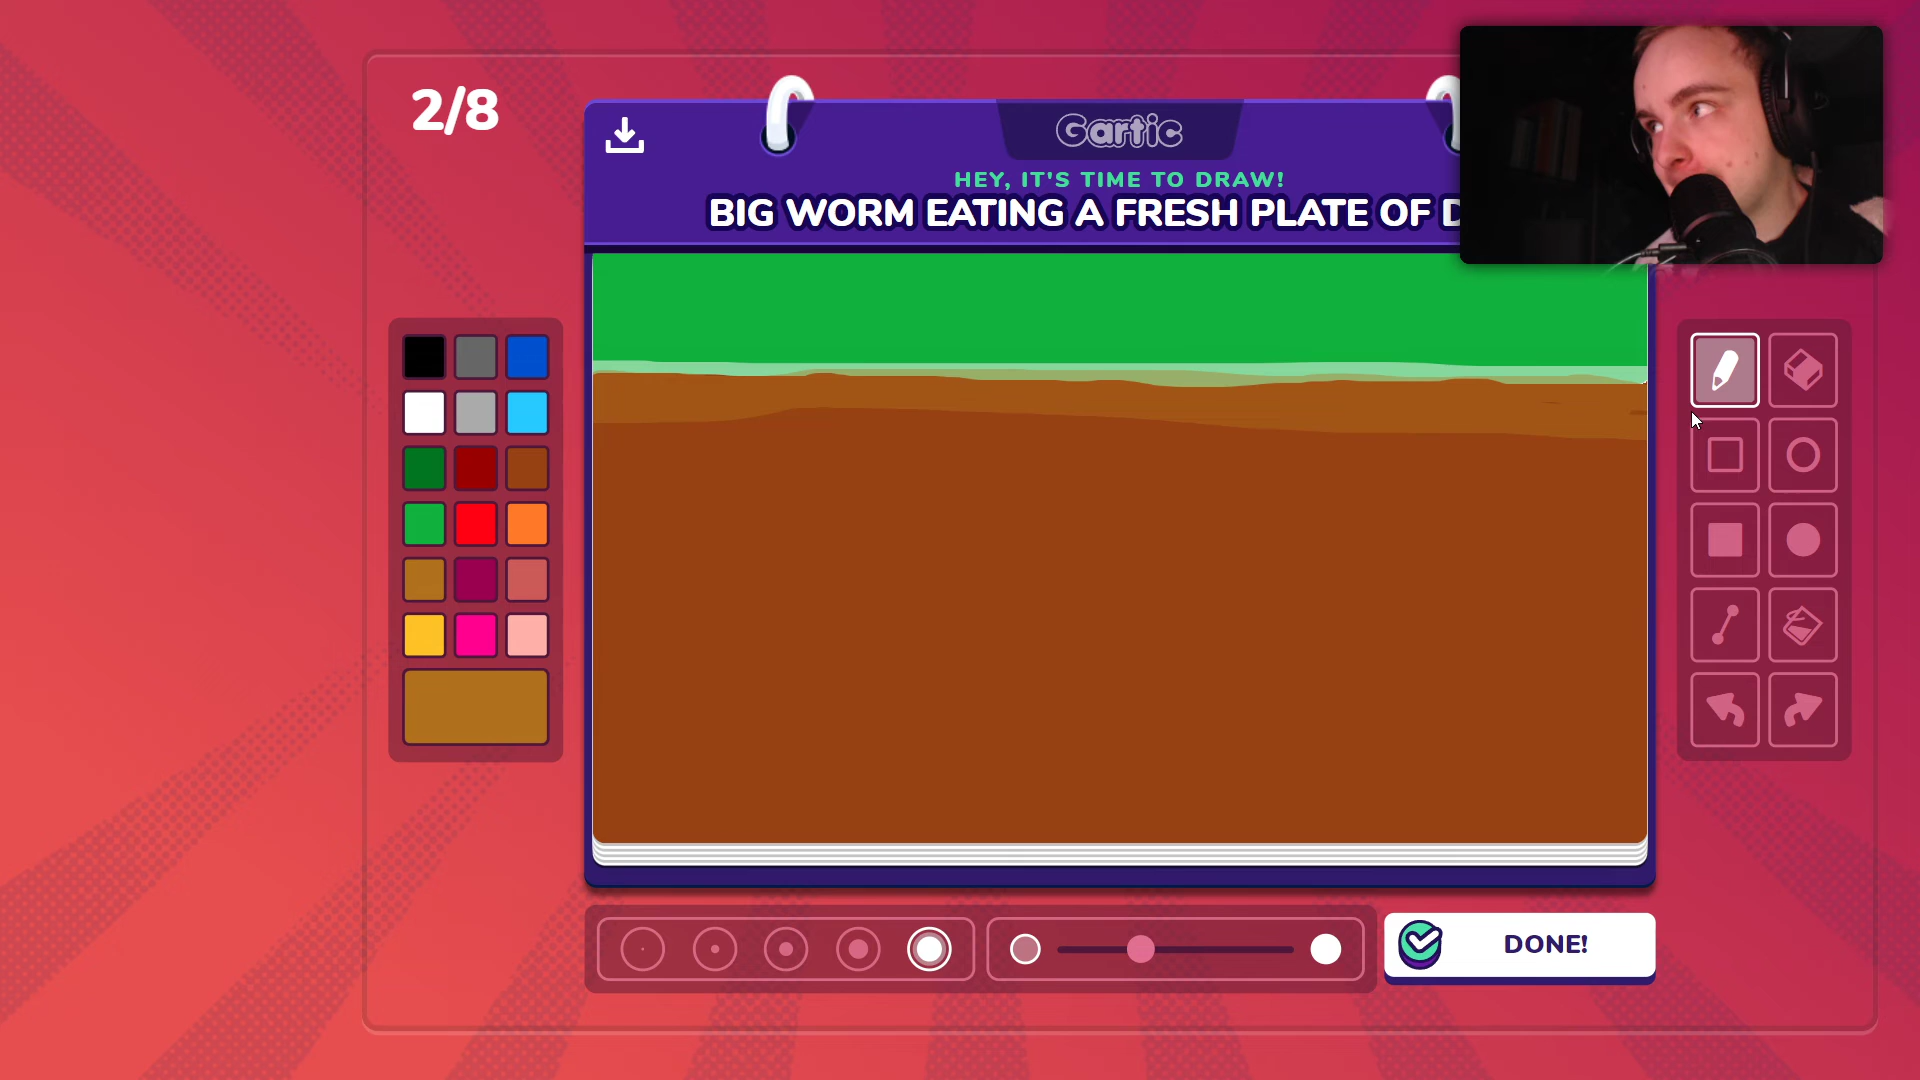 2/8
Gartic
HEY, IT'S TIME TO DRAW!
BIG WORM EATING A FRESH PLATE OF
DONE!